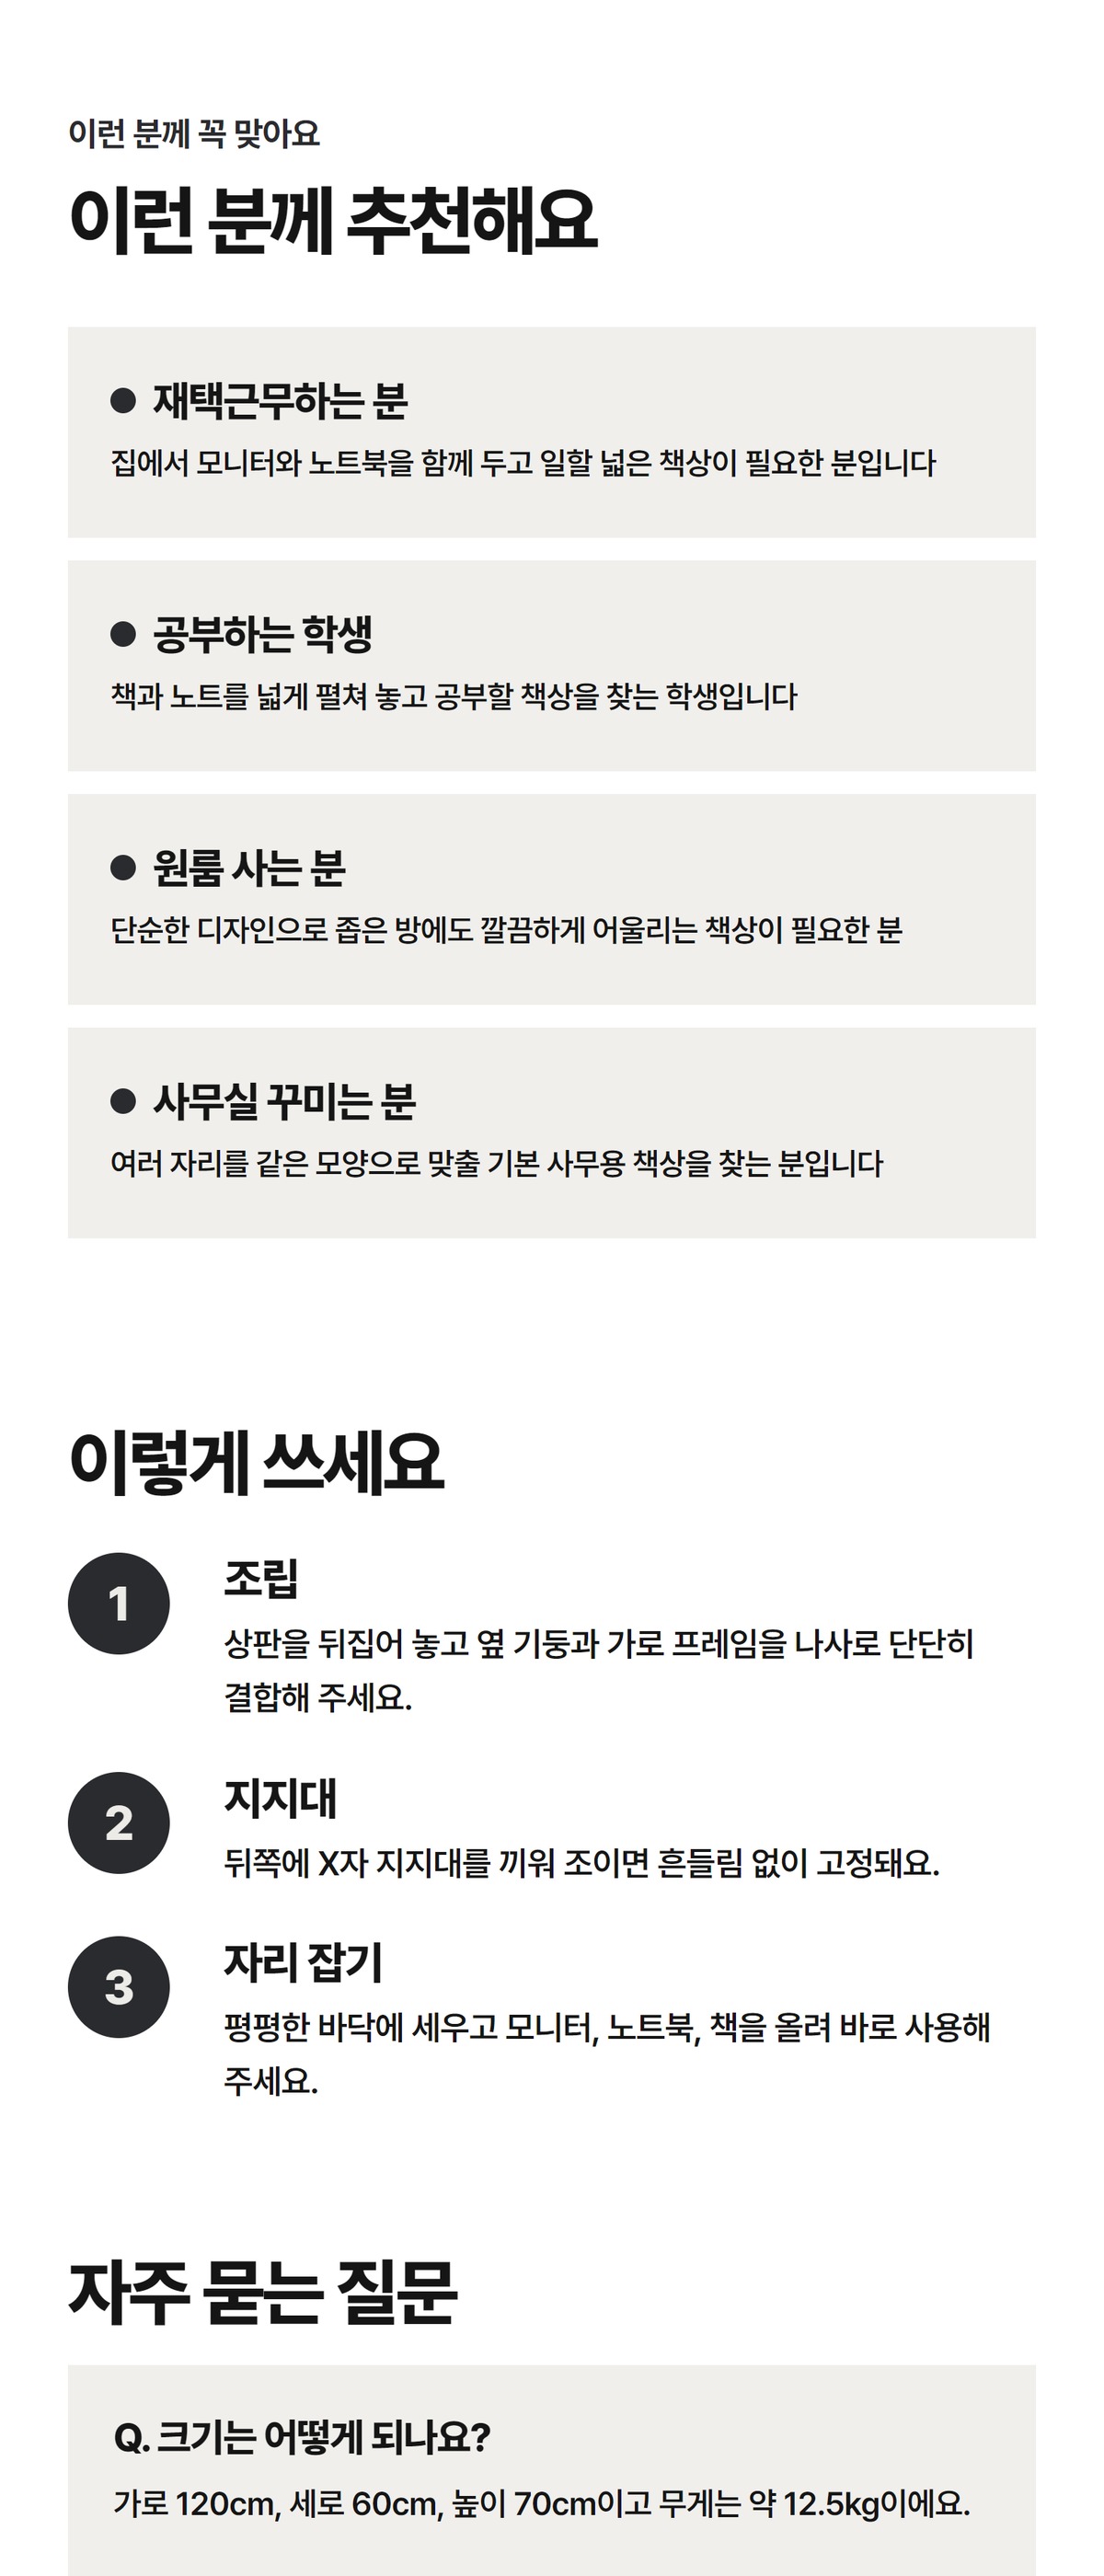 이런 분께 꼭 맞아요
이런 분께 추천해요
재택근무하는 분
집에서 모니터와 노트북을 함께 두고 일할 넓은 책상이 필요한 분입니다
공부하는 학생
책과 노트를 넓게 펼쳐 놓고 공부할 책상을 찾는 학생입니다
원룸 사는 분
단순한 디자인으로 좁은 방에도 깔끔하게 어울리는 책상이 필요한 분
사무실 꾸미는 분
여러 자리를 같은 모양으로 맞출 기본 사무용 책상을 찾는 분입니다
이렇게 쓰세요
1
조립
상판을 뒤집어 놓고 옆 기둥과 가로 프레임을 나사로 단단히
결합해 주세요.
2
지지대
뒤쪽에 X자 지지대를 끼워 조이면 흔들림 없이 고정돼요.
3
자리 잡기
평평한 바닥에 세우고 모니터, 노트북, 책을 올려 바로 사용해
주세요.
자주 묻는 질문
Q. 크기는 어떻게 되나요?
가로 120cm, 세로 60cm, 높이 70cm이고 무게는 약 12.5kg이에요.